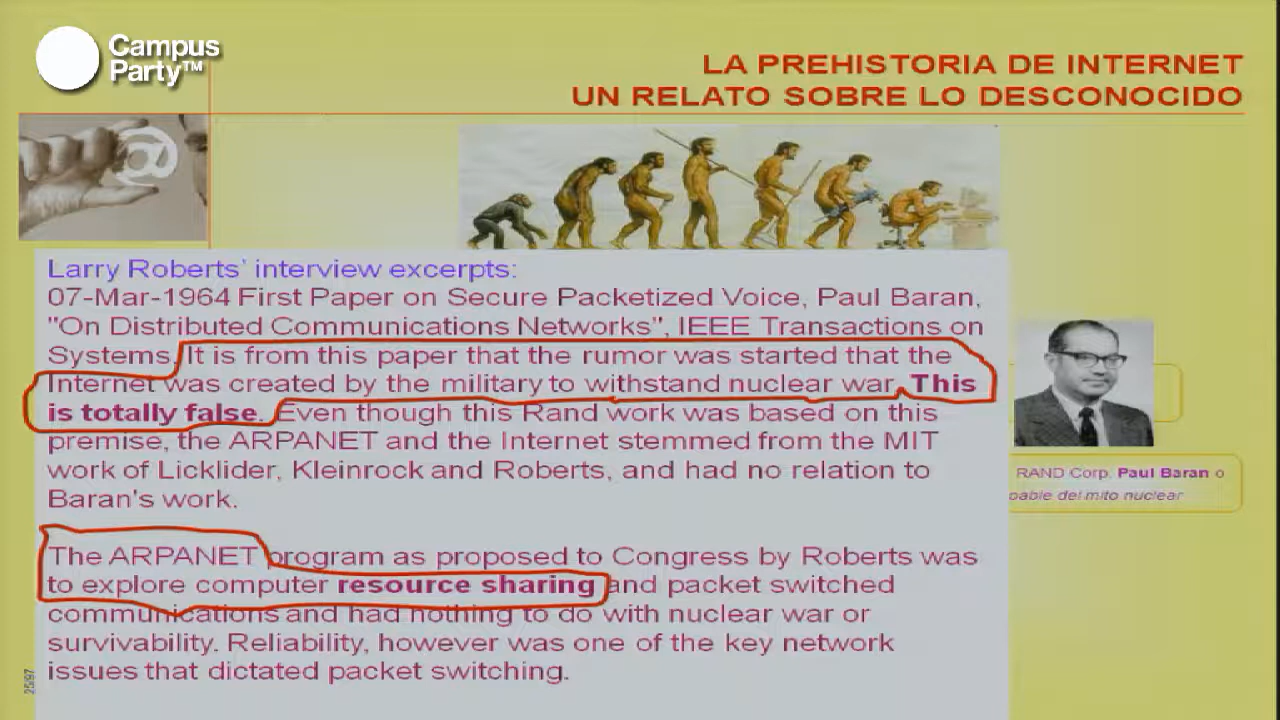 Campus
Party™
LA PREHISTORIA DE INTERNET
UN RELATO SOBRE LO DESCONOCIDO
@
Larry Roberts' interview excerpts:
07-Mar-1964 First Paper on Secure Packetized Voice, Paul Baran,
"On Distributed Communications Networks", IEEE Transactions on
Systems. It is from this paper that the rumor was started that the
Internet was created by the military to withstand nuclear war. This
is totally false. Even though this Rand work was based on this
premise, the ARPANET and the Internet stemmed from the MIT
work of Licklider, Kleinrock and Roberts, and had no relation to
Baran's work.
The ARPANET program as proposed to Congress by Roberts was
to explore computer resource sharing and packet switched
communications and had nothing to do with nuclear war or
survivability. Reliability, however was one of the key network
issues that dictated packet switching.
RAND Corp. Paul Baran o
pable del mito nuclear
25/97